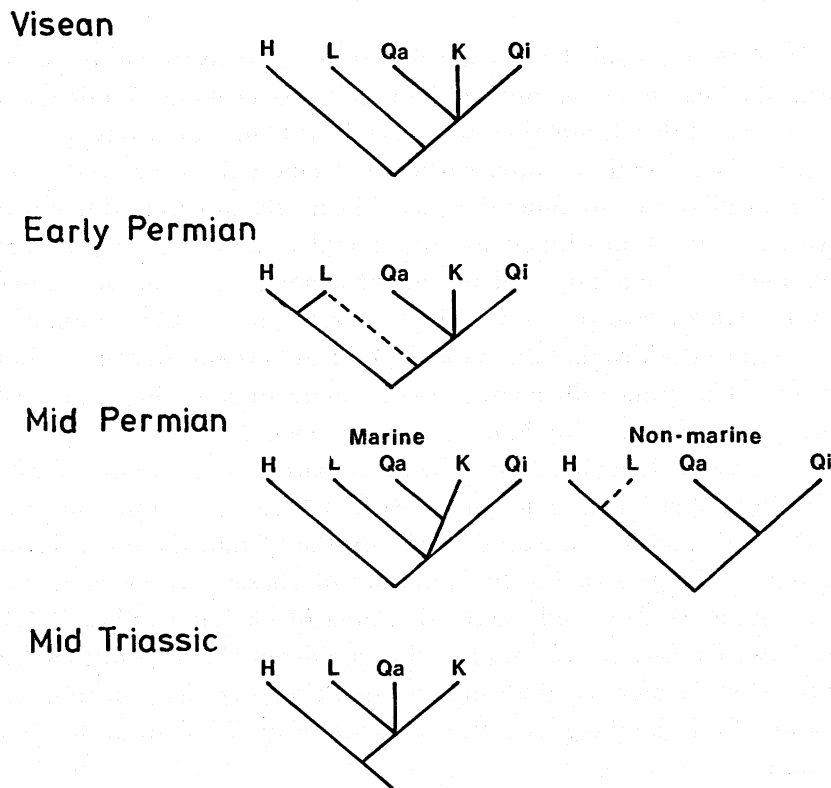 Visean
H L Qa K Qi
Early Permian
H L Qa K Qi
Mid Permian
Marine Non-marine
H L Qa K Qi H L Qa Qi
Mid Triassic
H L Qa K